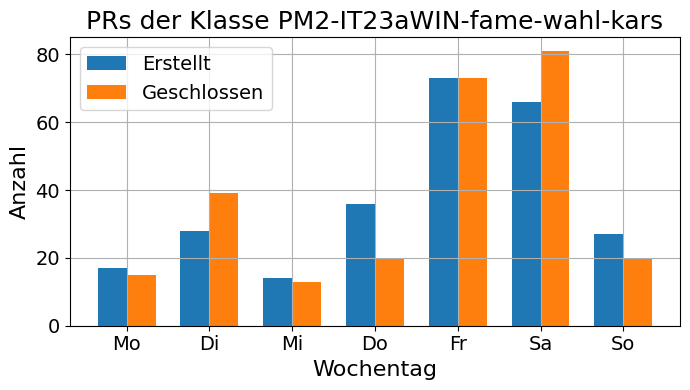 PRs der Klasse PM2-IT23aWIN-fame-wahl-kars
Erstellt
Geschlossen
Anzahl
80
60
40
20
0
Mo Di Mi Do Fr Sa So
Wochentag